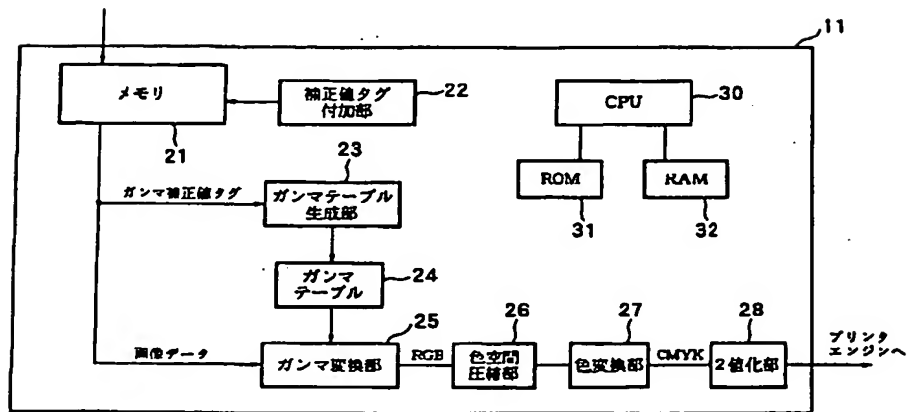 11
メモリ
補正値タグ
付加部
22
CPU
30
21
23
ROM
RAM
31
32
ガンマ補正値タグ
ガンマテーブル
生成部
ガンマ
テーブル
24
25
26
27
28
プリンタ
エンジンへ
画像データ
ガンマ変換部
RGB
色空間
圧縮部
色変換部
CMYK
2値化部